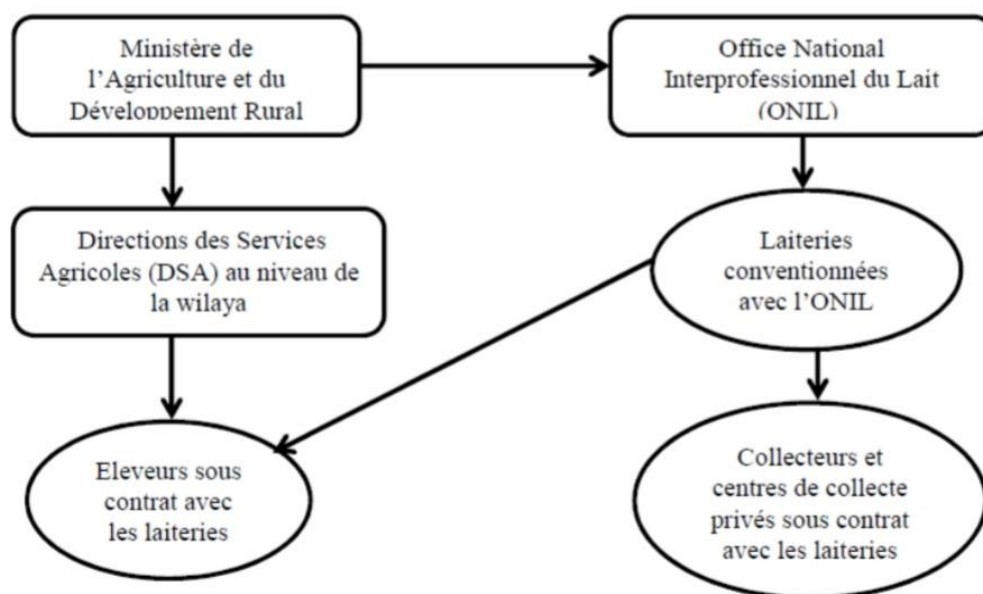 Ministère de
l’Agriculture et du
Développement Rural
Office National
Interprofessionnel du Lait
(ONIL)
Directions des Services
Agricoles (DSA) au niveau de
la wilaya
Laiteries
conventionnées
avec l’ONIL
Eleveurs sous
contrat avec
les laiteries
Collecteurs et
centres de collecte
privés sous contrat
avec les laiteries